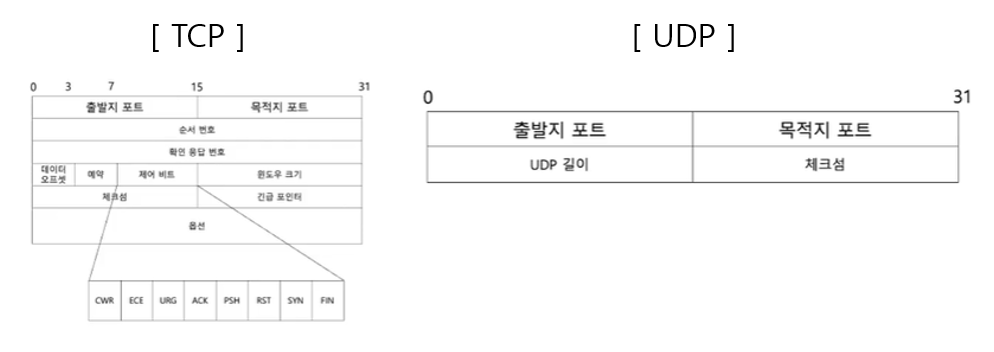 [ TCP ]
0 3 7 15 31
출발지 포트 목적지 포트
순서 번호
확인 응답 번호
데이터
오프셋 예약 제어 비트 윈도우 크기
체크섬 긴급 포인터
옵션
CWR ECE URG ACK PSH RST SYN FIN
[ UDP ]
0 31
출발지 포트 목적지 포트
UDP 길이 체크섬